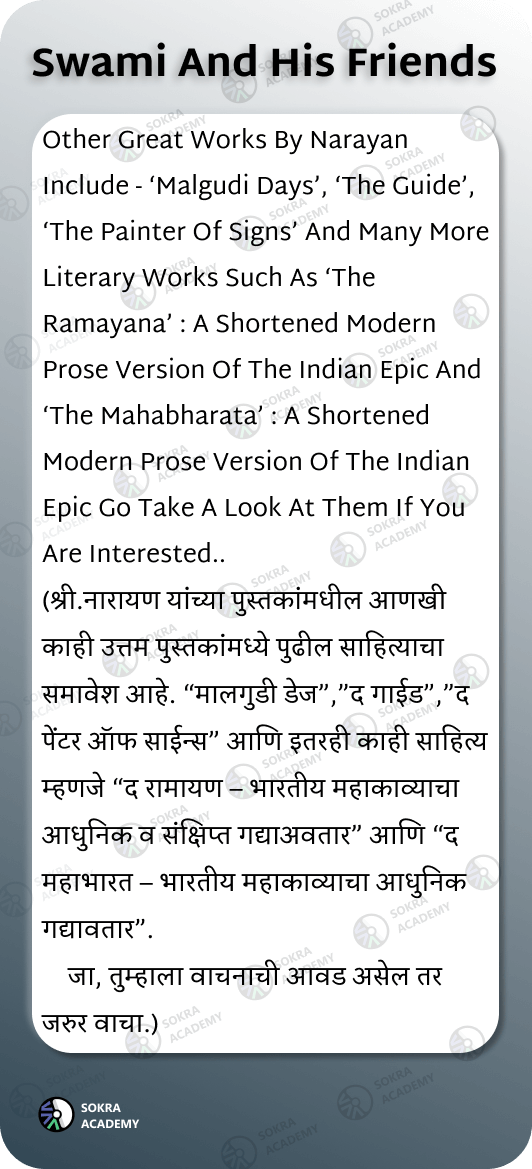 Swami And His Friends
Other Great Works By Narayan
Include - ‘Malgudi Days’, ‘The Guide’,
‘The Painter Of Signs’ And Many More
Literary Works Such As ‘The
Ramayana’ : A Shortened Modern
Prose Version Of The Indian Epic And
‘The Mahabharata’ : A Shortened
Modern Prose Version Of The Indian
Epic Go Take A Look At Them If You
Are Interested..
(श्री.नारायण यांच्या पुस्तकांमधील आणखी
काही उत्तम पुस्तकांमध्ये पुढील साहित्याचा
समावेश आहे. “मालगुडी डेज”,”द गाईड”,”द
पेंटर ऑफ साईन्स” आणि इतरही काही साहित्य
म्हणजे “द रामायण – भारतीय महाकाव्याचा
आधुनिक व संक्षिप्त गद्याअवतार” आणि “द
महाभारत – भारतीय महाकाव्याचा आधुनिक
गद्यावतार”.
जा, तुम्हाला वाचनाची आवड असेल तर
जरुर वाचा.)
SOKRA
ACADEMY